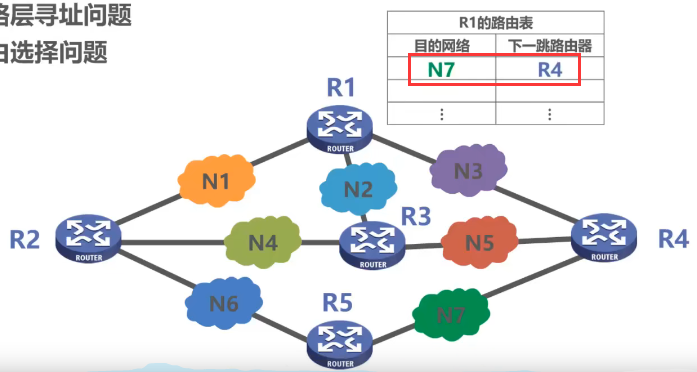 络层寻址问题
由选择问题
R1的路由表
目的网络 下一跳路由器
N7 R4
⋮ ⋮
R1
ROUTER
N1 N2 N3
R2 R3 R4
ROUTER ROUTER ROUTER
N4 N5
N6 R5 N7
ROUTER